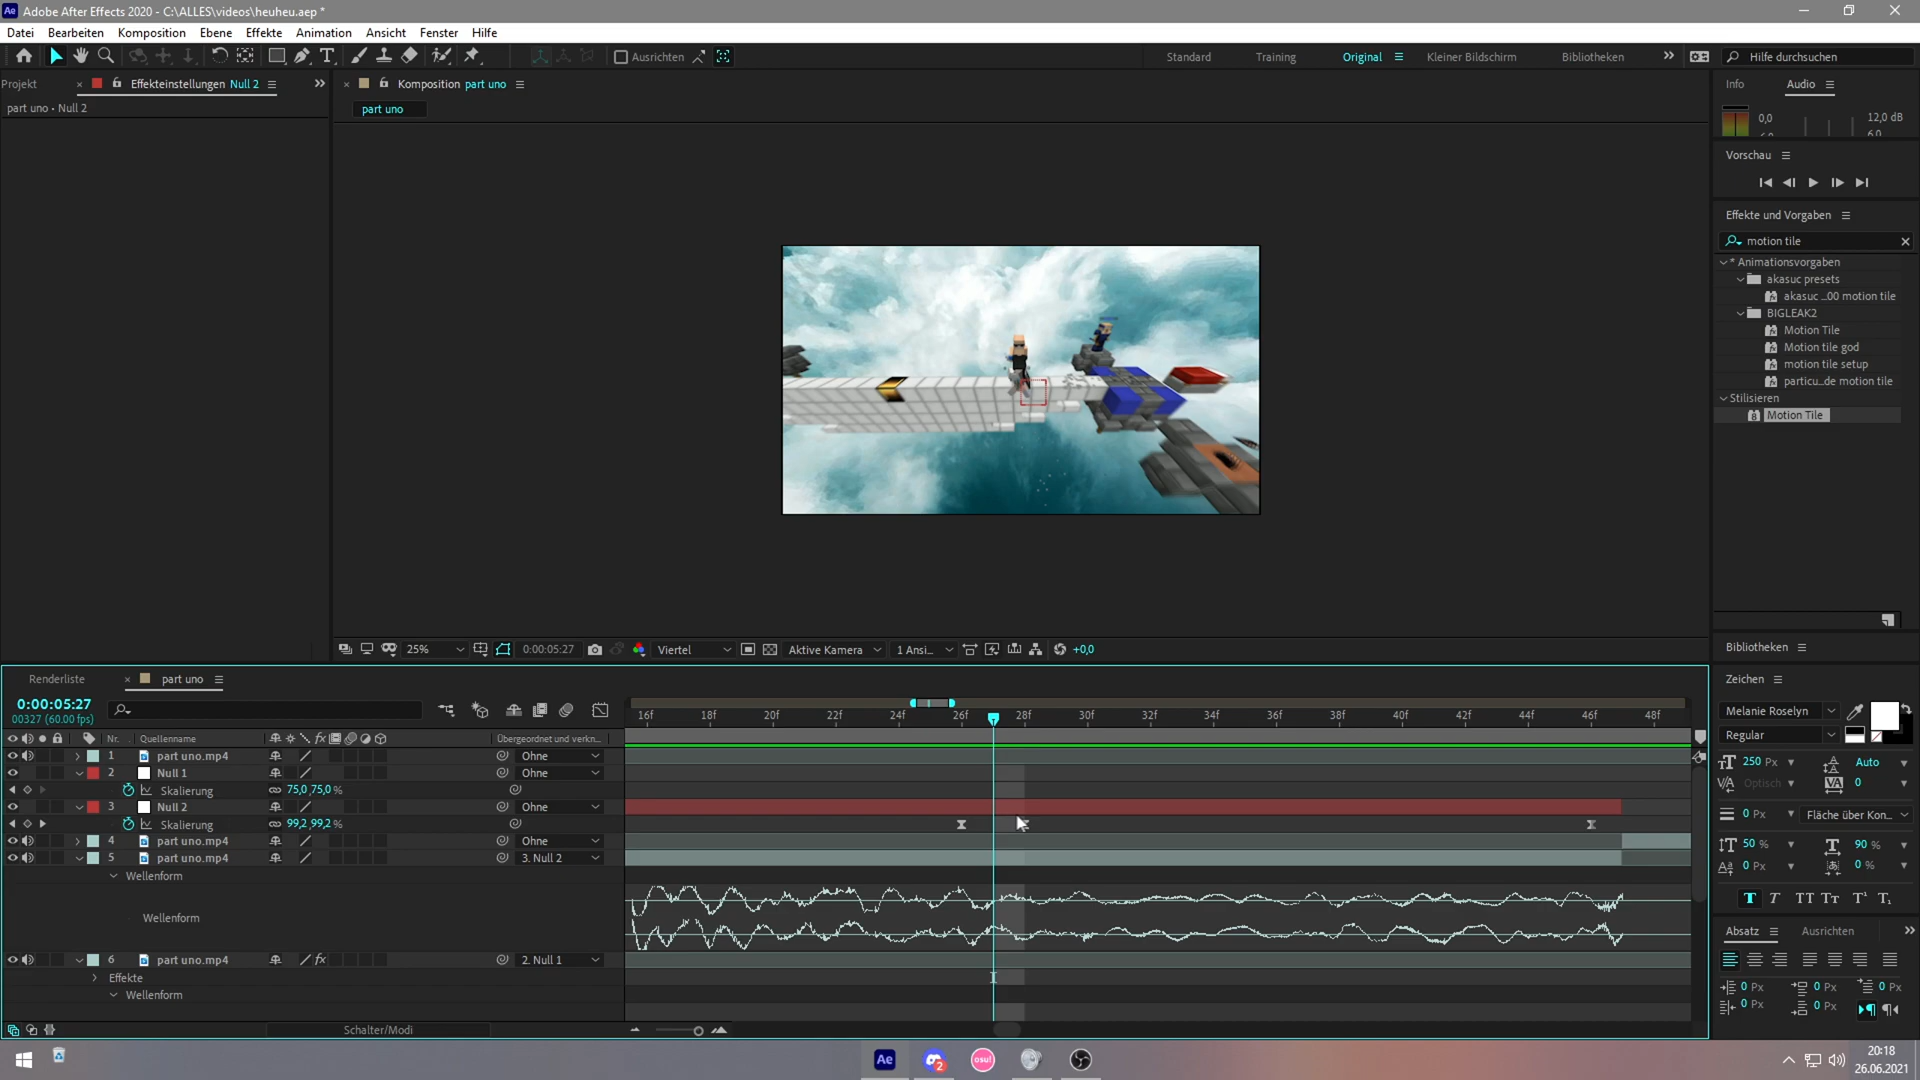 Adobe After Effects 2020 - C:\ALLES\videos\heuheu.aep *
Datei Bearbeiten Komposition Ebene Effekte Animation Ansicht Fenster Hilfe
Ausrichten
Standard Training Original Kleiner Bildschirm Bibliotheken
Hilfe durchsuchen
Projekt
Effekteinstellungen Null 2
part uno • Null 2
Komposition part uno
part uno
Info Audio
0,0
12,0 dB
6,0
Vorschau
Effekte und Vorgaben
motion tile
* Animationsvorgaben
akasuc presets
akasuc ...00 motion tile
BIGLEAK2
Motion Tile
Motion tile god
motion tile setup
particu...de motion tile
Stilisieren
Motion Tile
25%
0:00:05:27
Viertel
Aktive Kamera
1 Ansi...
+0,0
Bibliotheken
Renderliste
part uno
0:00:05:27
00327 (60.00 fps)
16f 18f 20f 22f 24f 26f 28f 30f 32f 34f 36f 38f 40f 42f 44f 46f 48f
Nr. Quellenname
Übergeordnet und verkn...
1 part uno.mp4 Ohne
2 Null 1 Ohne
Skalierung 75,0,75,0 %
3 Null 2 Ohne
Skalierung 99,2,99,2 %
4 part uno.mp4 Ohne
5 part uno.mp4 3. Null 2
Wellenform
Wellenform
6 part uno.mp4 fx 2. Null 1
Effekte
Wellenform
Schalter/Modi
Zeichen
Melanie Roselyn
Regular
250 Px Auto
Optisch 0
0 Px Fläche über Kon...
50 % 90 %
0 Px 0 %
Absatz Ausrichten
0 Px 0 Px 0 Px
0 Px 0 Px
Ae
2
osu!
20:18
26.06.2021